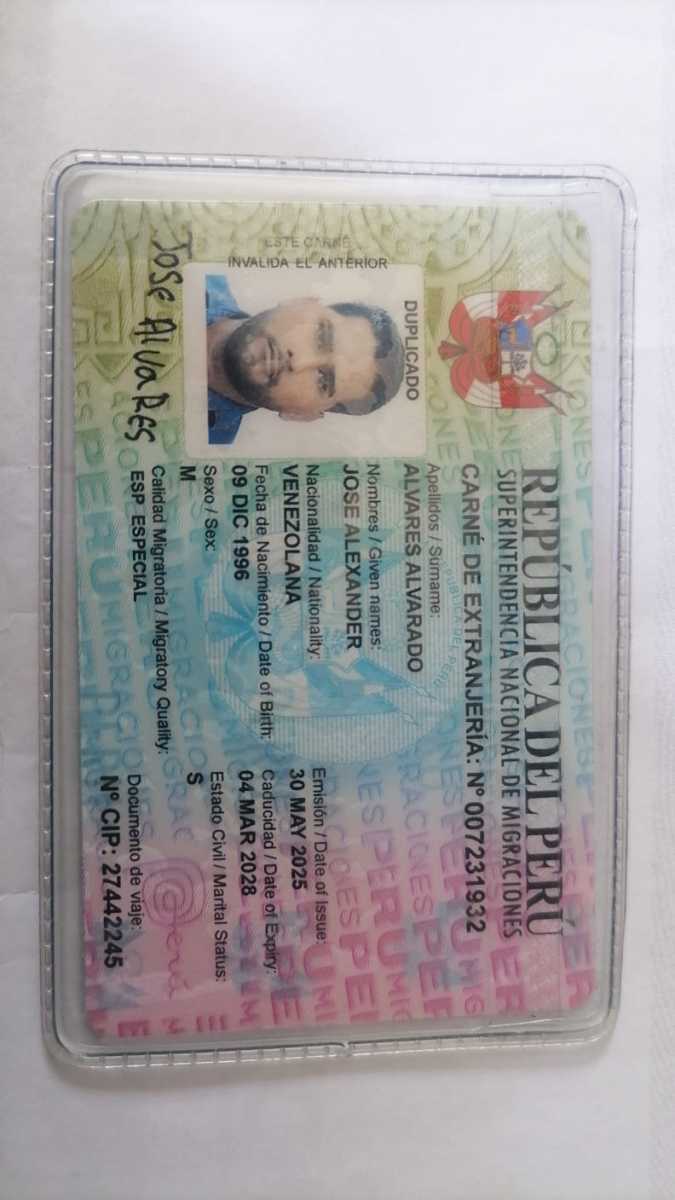 REPÚBLICA DEL PERÚ
SUPERINTENDENCIA NACIONAL DE MIGRACIONES
CARNÉ DE EXTRANJERÍA: N° 007231932
DUPLICADO
ESTE CARNÉ
INVALIDA EL ANTERIOR
Apellidos / Surname:
ALVARES ALVARADO
Nombres / Given names:
JOSE ALEXANDER
Nacionalidad / Nationality:
VENEZOLANA
Emisión / Date of Issue:
30 MAY 2025
Fecha de Nacimiento / Date of Birth:
09 DIC 1996
Caducidad / Date of Expiry:
04 MAR 2028
Sexo / Sex:
M
Estado Civil / Marital Status:
S
Calidad Migratoria / Migratory Quality:
ESP ESPECIAL
Documento de viaje:
N° CIP: 27442245
Jose Alvares